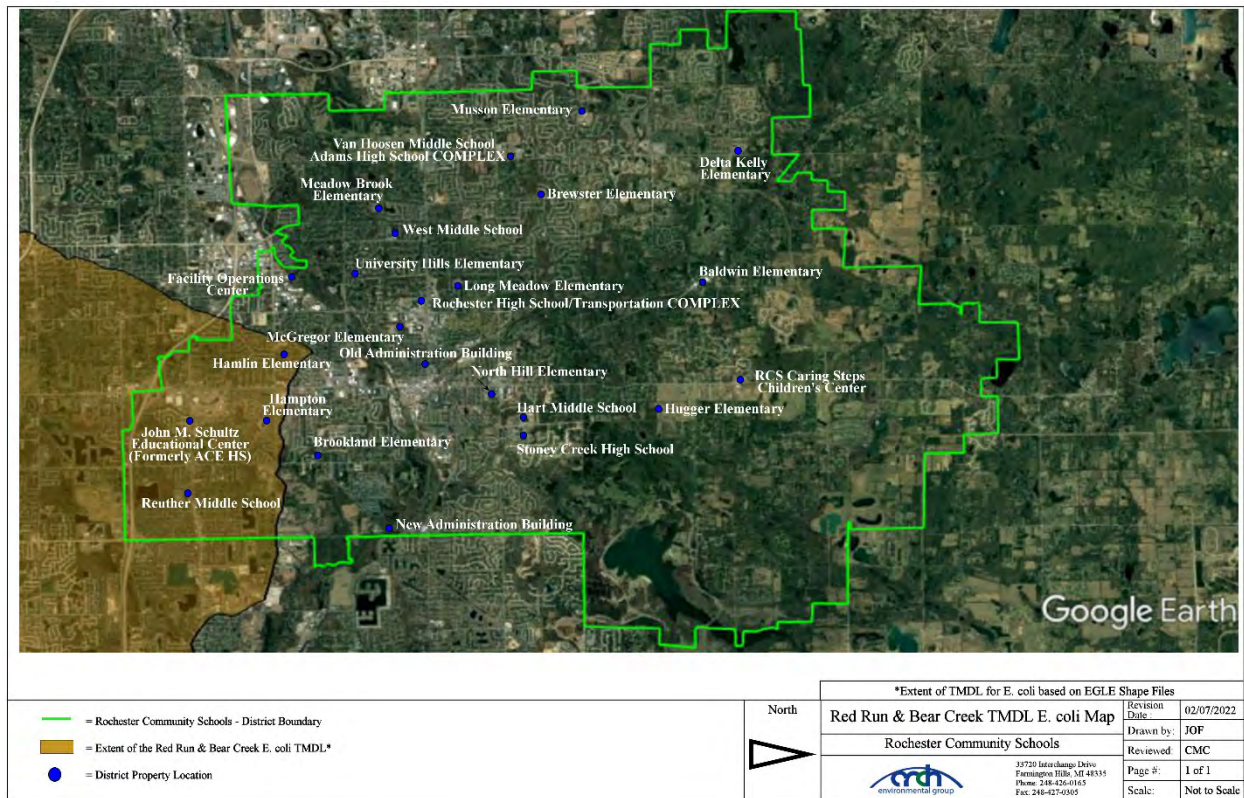 Musson Elementary
Van Hoosen Middle School
Adams High School COMPLEX
Delta Kelly
Elementary
Meadow Brook
Elementary
Brewster Elementary
West Middle School
University Hills Elementary
Facility Operations
Center
Long Meadow Elementary
Baldwin Elementary
Rochester High School/Transportation COMPLEX
McGregor Elementary
Hamlin Elementary
Old Administration Building
North Hill Elementary
RCS Caring Steps
Children's Center
Hampton
Elementary
Hart Middle School
Hugger Elementary
John M. Schultz
Educational Center
(Formerly ACE HS)
Brookland Elementary
Stoney Creek High School
Reuther Middle School
New Administration Building
Google Earth
= Rochester Community Schools - District Boundary
= Extent of the Red Run & Bear Creek E. coli TMDL*
= District Property Location
North
*Extent of TMDL for E. coli based on EGLE Shape Files
Red Run & Bear Creek TMDL E. coli Map
Rochester Community Schools
environmental group
33720 Interchange Drive
Farmington Hills, MI 48335
Phone: 248-426-0165
Fax: 248-427-0305
Revision
Date : 02/07/2022
Drawn by: JOF
Reviewed: CMC
Page #: 1 of 1
Scale: Not to Scale